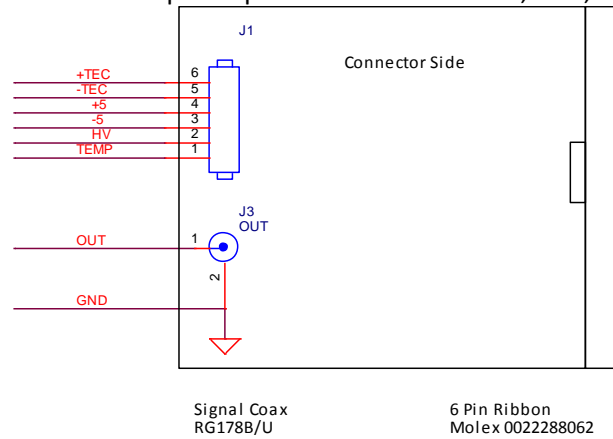 J1
Connector Side
+TEC 6
-TEC 5
+5 4
-5 3
HV 2
TEMP 1
J3
OUT
OUT 1
2
GND
Signal Coax
RG178B/U
6 Pin Ribbon
Molex 0022288062